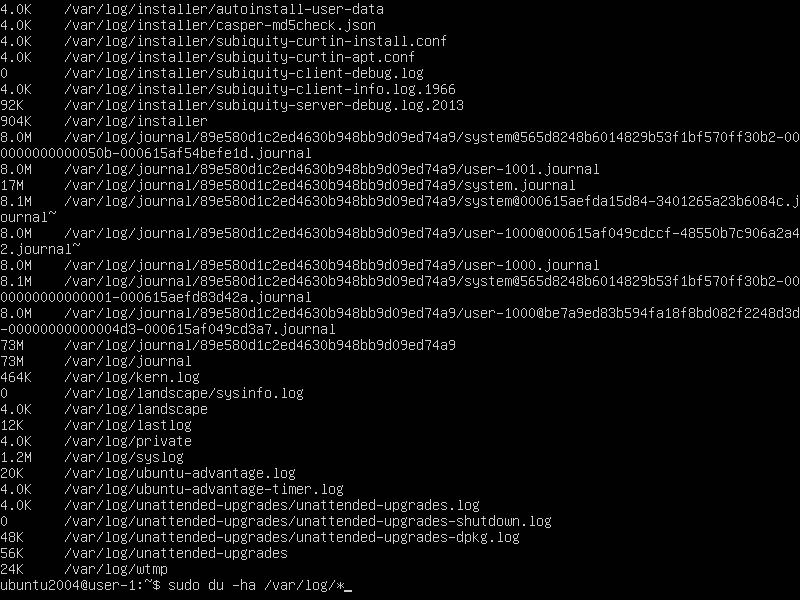 4.0K    /var/log/installer/autoinstall-user-data
4.0K    /var/log/installer/casper-md5check.json
4.0K    /var/log/installer/subiquity-curtin-install.conf
4.0K    /var/log/installer/subiquity-curtin-apt.conf
0       /var/log/installer/subiquity-client-debug.log
4.0K    /var/log/installer/subiquity-client-info.log.1966
92K     /var/log/installer/subiquity-server-debug.log.2013
904K    /var/log/installer
8.0M    /var/log/journal/89e580d1c2ed4630b948bb9d09ed74a9/system@565d8248b6014829b53f1bf570ff30b2-00
0000000000050b-000615af54befe1d.journal
8.0M    /var/log/journal/89e580d1c2ed4630b948bb9d09ed74a9/user-1001.journal
17M     /var/log/journal/89e580d1c2ed4630b948bb9d09ed74a9/system.journal
8.1M    /var/log/journal/89e580d1c2ed4630b948bb9d09ed74a9/system@000615aefda15d84-3401265a23b6084c.j
ournal~
8.0M    /var/log/journal/89e580d1c2ed4630b948bb9d09ed74a9/user-1000@000615af049cdccf-48550b7c906a2a4
2.journal~
8.0M    /var/log/journal/89e580d1c2ed4630b948bb9d09ed74a9/user-1000.journal
8.1M    /var/log/journal/89e580d1c2ed4630b948bb9d09ed74a9/system@565d8248b6014829b53f1bf570ff30b2-00
00000000000001-000615aefd83d42a.journal
8.0M    /var/log/journal/89e580d1c2ed4630b948bb9d09ed74a9/user-1000@be7a9ed83b594fa18f8bd082f2248d3d
-00000000000004d3-000615af049cd3a7.journal
73M     /var/log/journal/89e580d1c2ed4630b948bb9d09ed74a9
73M     /var/log/journal
464K    /var/log/kern.log
0       /var/log/landscape/sysinfo.log
4.0K    /var/log/landscape
12K     /var/log/lastlog
4.0K    /var/log/private
1.2M    /var/log/syslog
20K     /var/log/ubuntu-advantage.log
4.0K    /var/log/ubuntu-advantage-timer.log
4.0K    /var/log/unattended-upgrades/unattended-upgrades.log
0       /var/log/unattended-upgrades/unattended-upgrades-shutdown.log
48K     /var/log/unattended-upgrades/unattended-upgrades-dpkg.log
56K     /var/log/unattended-upgrades
24K     /var/log/wtmp
ubuntu2004@user-1:~$ sudo du -ha /var/log/*_